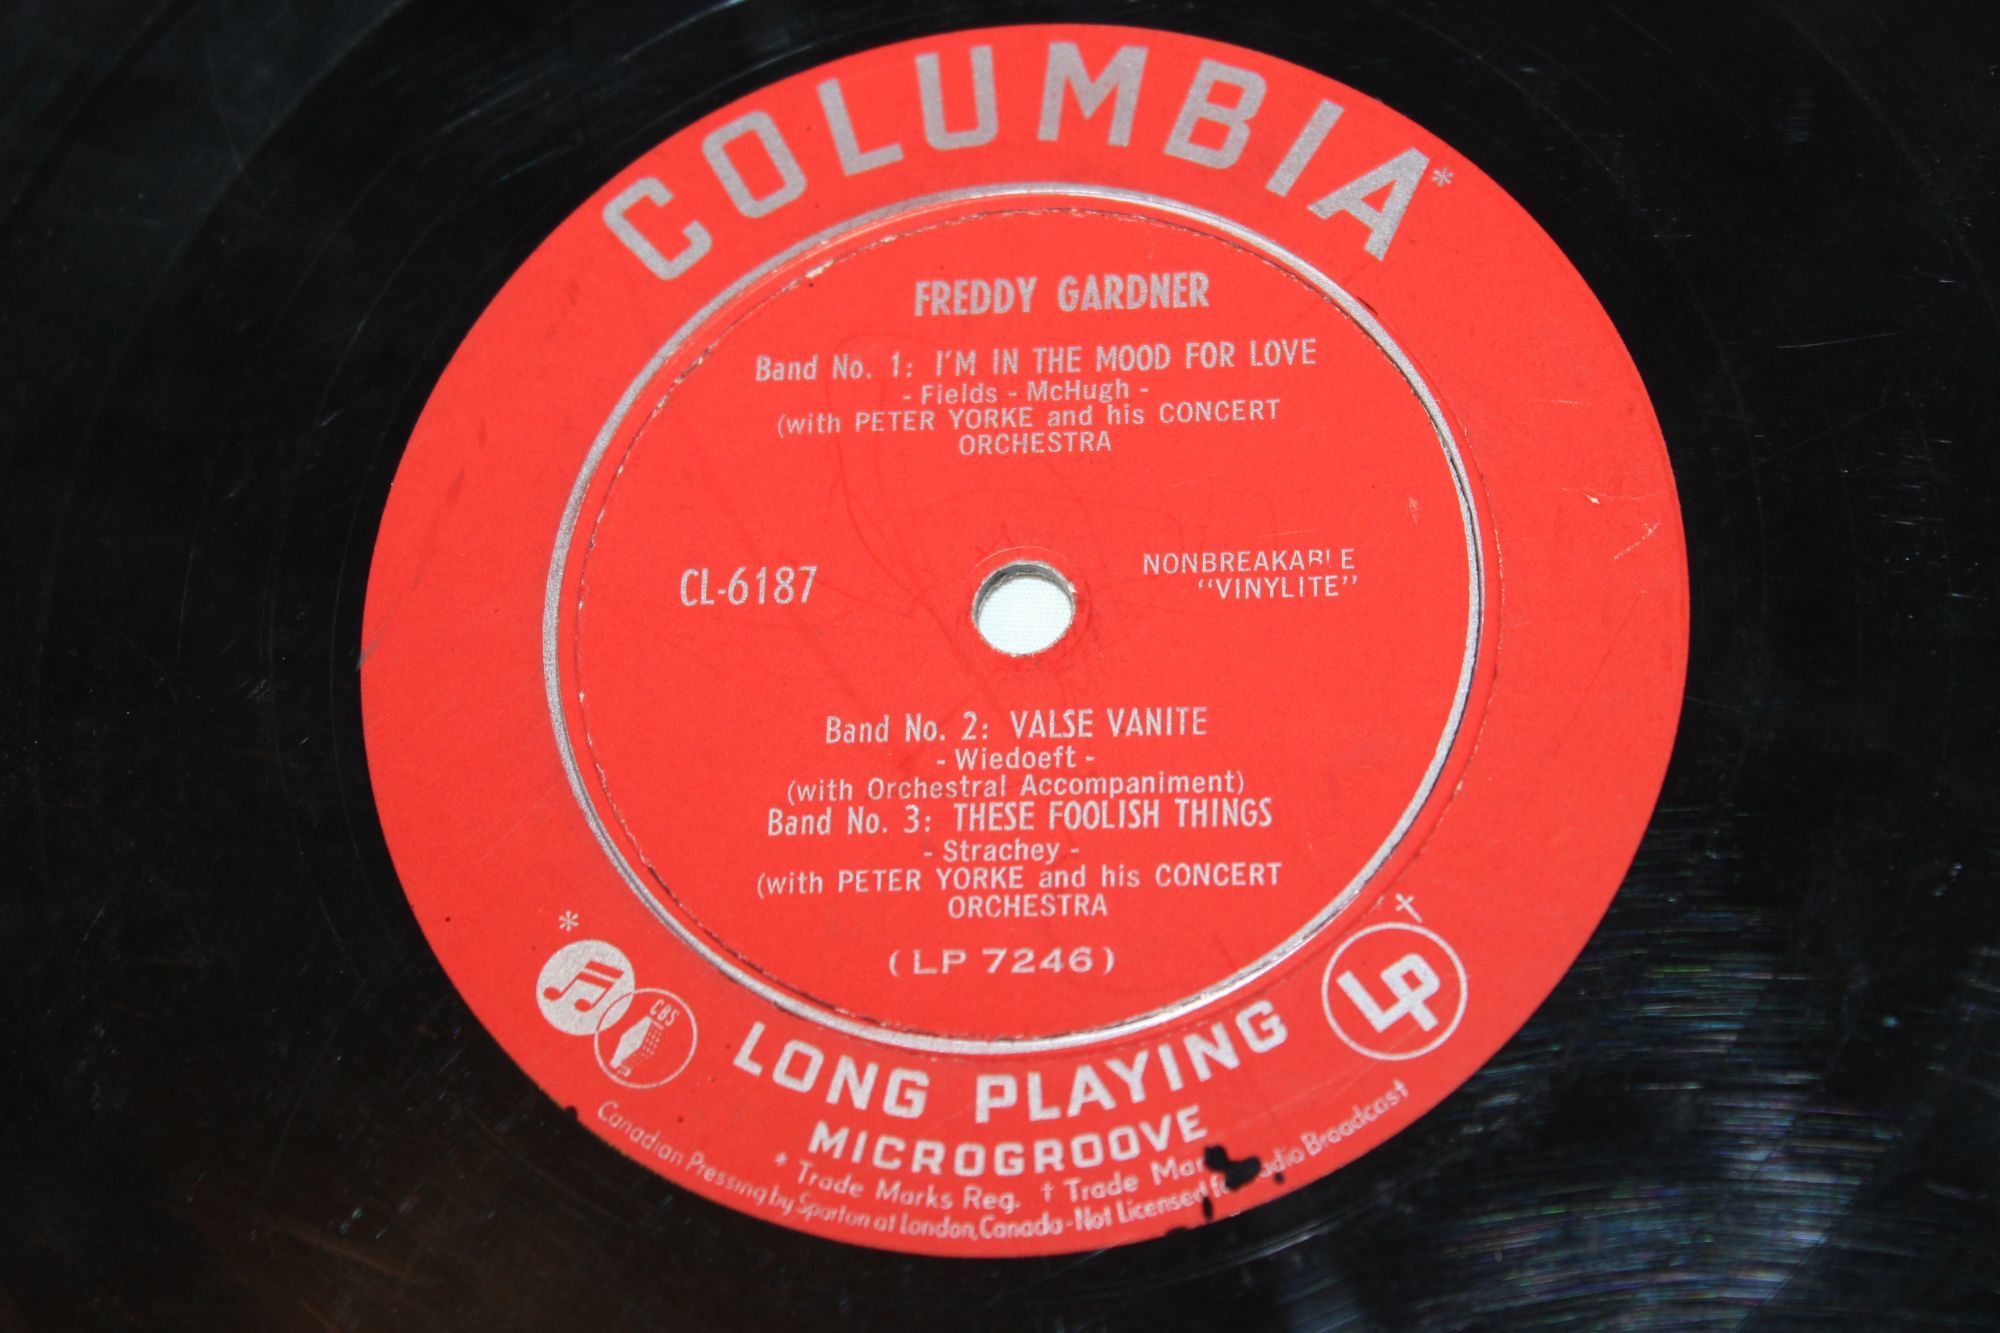 COLUMBIA*
FREDDY GARDNER
Band No. 1: I'M IN THE MOOD FOR LOVE
- Fields - McHugh -
(with PETER YORKE and his CONCERT
ORCHESTRA
CL-6187
NONBREAKABLE
"VINYLITE"
Band No. 2: VALSE VANITE
- Wiedoeft -
(with Orchestral Accompaniment)
Band No. 3: THESE FOOLISH THINGS
- Strachey -
(with PETER YORKE and his CONCERT
ORCHESTRA
(LP 7246)
*
CBS
†
LP
LONG PLAYING
MICROGROOVE
* Trade Marks Reg. † Trade Mar
Canadian Pressing by Sparton at London, Canada - Not Licensed f adio Broadcast